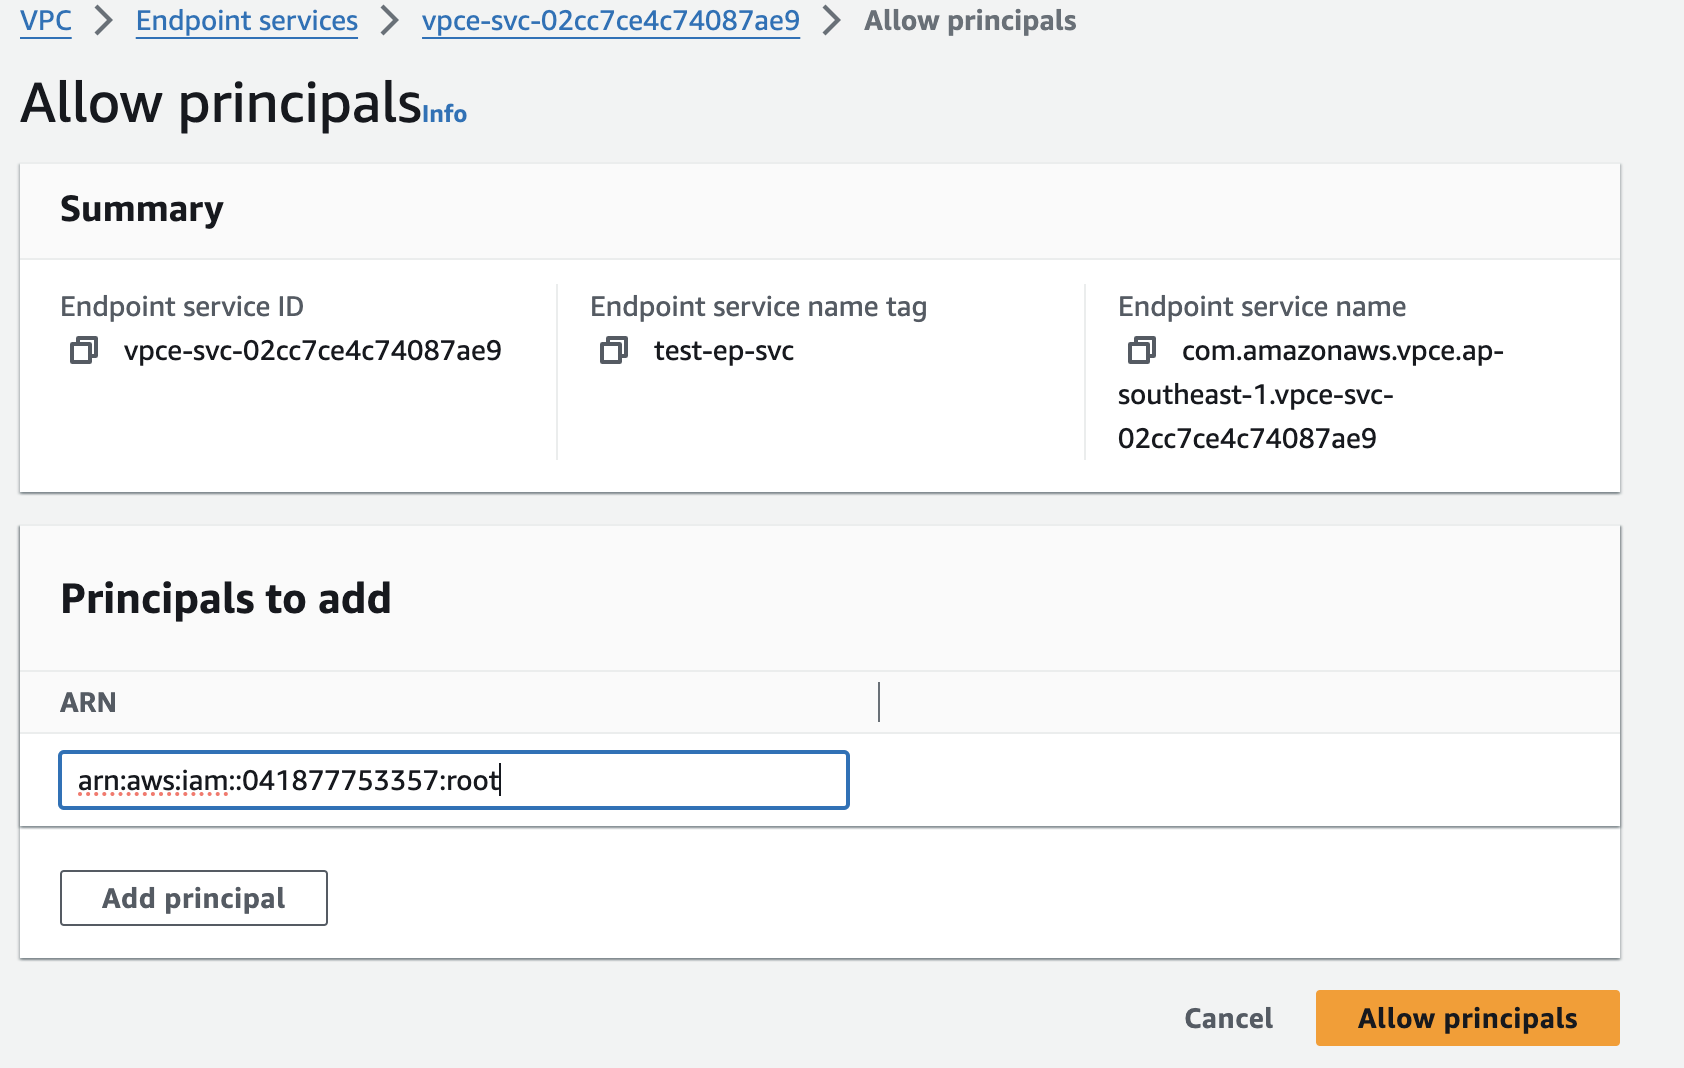 VPC > Endpoint services > vpce-svc-02cc7ce4c74087ae9 > Allow principals
Allow principals Info
Summary
Endpoint service ID
vpce-svc-02cc7ce4c74087ae9
Endpoint service name tag
test-ep-svc
Endpoint service name
com.amazonaws.vpce.ap-
southeast-1.vpce-svc-
02cc7ce4c74087ae9
Principals to add
ARN
arn:aws:iam::041877753357:root
Add principal
Cancel
Allow principals